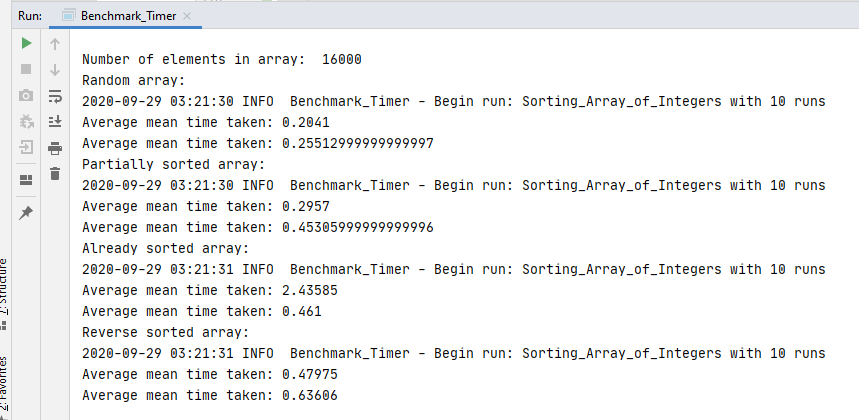 Run: Benchmark_Timer
Number of elements in array:  16000
Random array:
2020-09-29 03:21:30 INFO  Benchmark_Timer - Begin run: Sorting_Array_of_Integers with 10 runs
Average mean time taken: 0.2041
Average mean time taken: 0.25512999999999997
Partially sorted array:
2020-09-29 03:21:30 INFO  Benchmark_Timer - Begin run: Sorting_Array_of_Integers with 10 runs
Average mean time taken: 0.2957
Average mean time taken: 0.45305999999999996
Already sorted array:
2020-09-29 03:21:31 INFO  Benchmark_Timer - Begin run: Sorting_Array_of_Integers with 10 runs
Average mean time taken: 2.43585
Average mean time taken: 0.461
Reverse sorted array:
2020-09-29 03:21:31 INFO  Benchmark_Timer - Begin run: Sorting_Array_of_Integers with 10 runs
Average mean time taken: 0.47975
Average mean time taken: 0.63606
7: Structure
2: Favorites